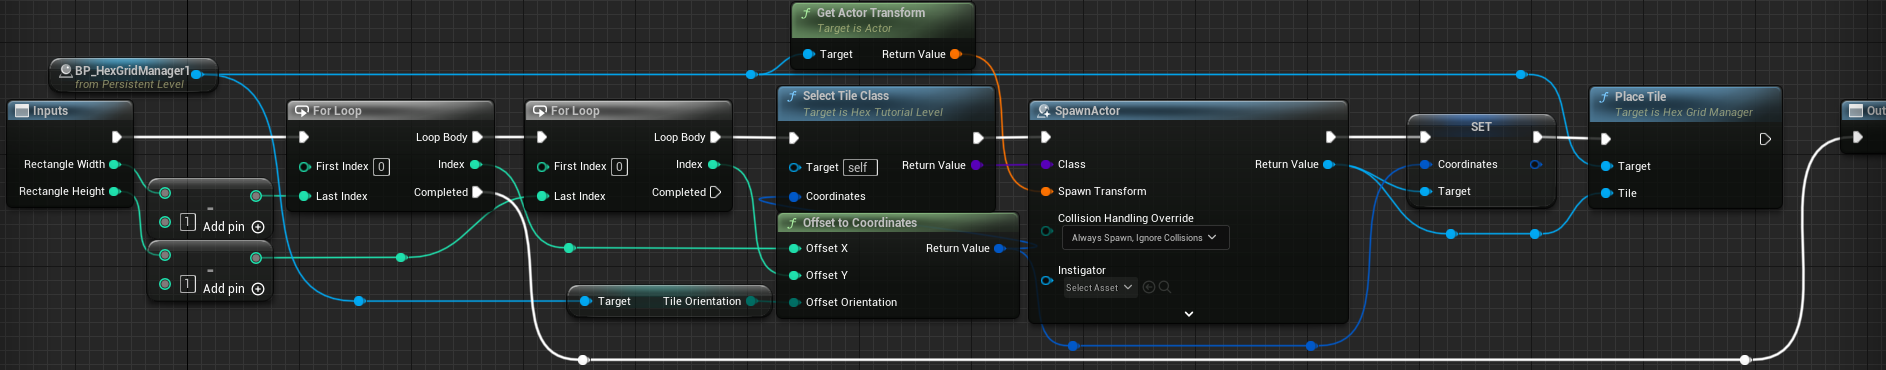 Get Actor Transform
Target is Actor
Target
Return Value
BP_HexGridManager1
from Persistent Level
Inputs
Rectangle Width
Rectangle Height
-
1
Add pin
-
1
Add pin
For Loop
Loop Body
First Index 0
Index
Last Index
Completed
For Loop
Loop Body
First Index 0
Index
Last Index
Completed
Select Tile Class
Target is Hex Tutorial Level
Target self
Return Value
Coordinates
Offset to Coordinates
Offset X
Return Value
Offset Y
Offset Orientation
Target
Tile Orientation
SpawnActor
Class
Return Value
Spawn Transform
Collision Handling Override
Always Spawn, Ignore Collisions
Instigator
Select Asset
SET
Coordinates
Target
Place Tile
Target is Hex Grid Manager
Target
Tile
Out